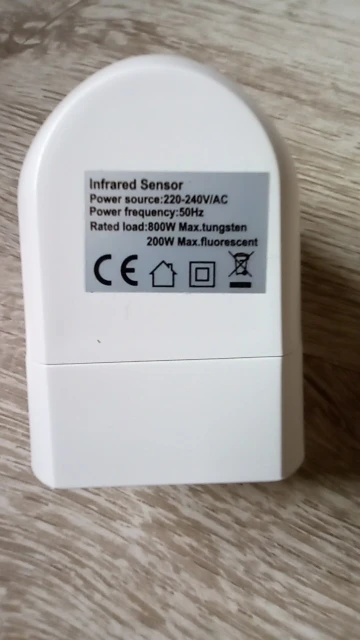 Infrared Sensor
Power source:220-240V/AC
Power frequency:50Hz
Rated load:800W Max.tungsten
200W Max.fluorescent
CE